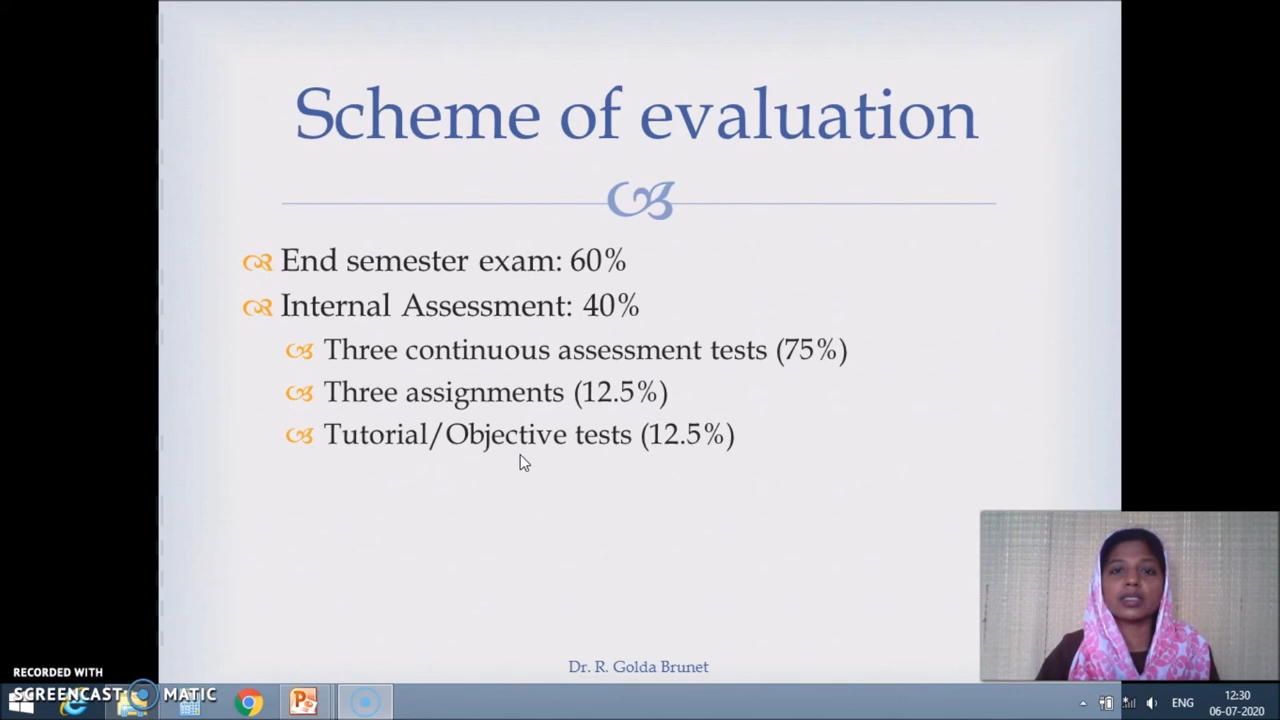 Scheme of evaluation
End semester exam: 60%
Internal Assessment: 40%
Three continuous assessment tests (75%)
Three assignments (12.5%)
Tutorial/Objective tests (12.5%)
Dr. R. Golda Brunet
RECORDED WITH
SCREENCAST MATIC
ENG
12:30
06-07-2020